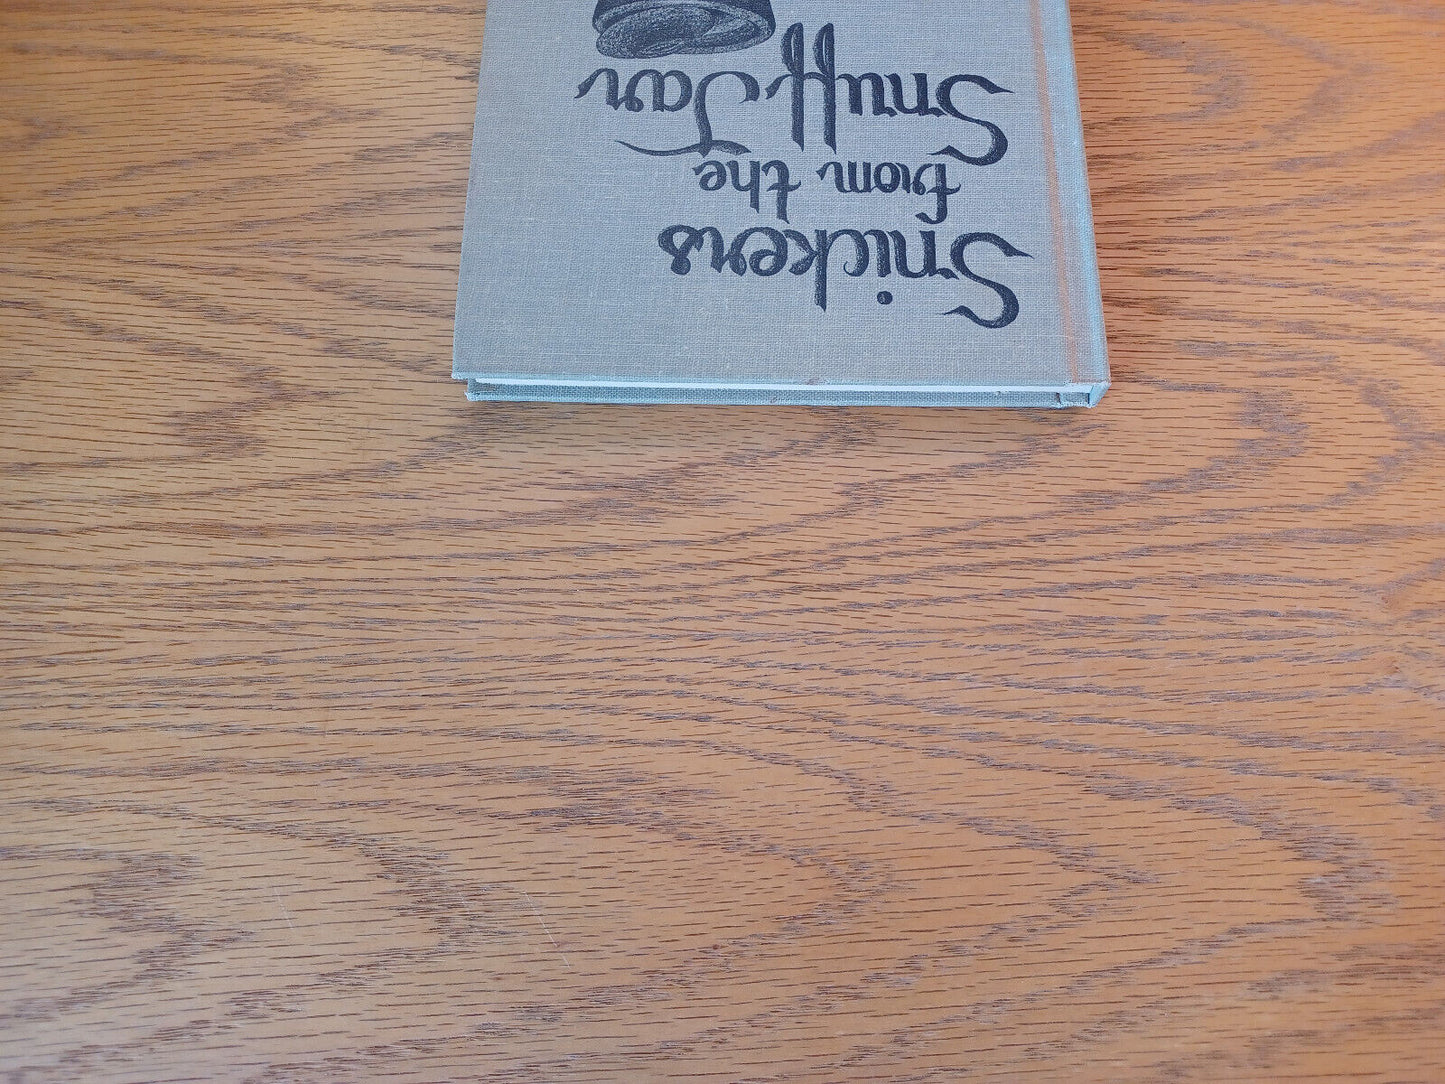 Snickers
from the
Snuff Jar